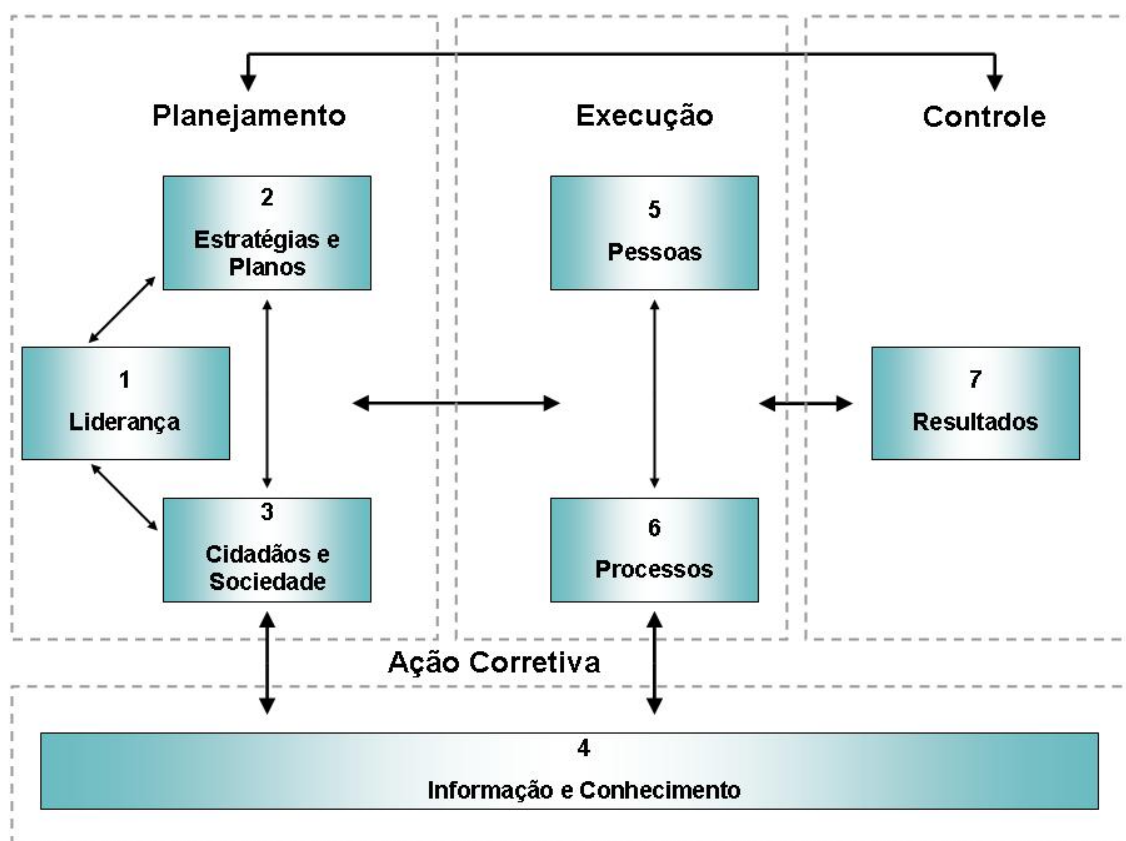 Planejamento
Execução
Controle
2
Estratégias e
Planos
5
Pessoas
1
Liderança
7
Resultados
3
Cidadãos e
Sociedade
6
Processos
Ação Corretiva
4
Informação e Conhecimento